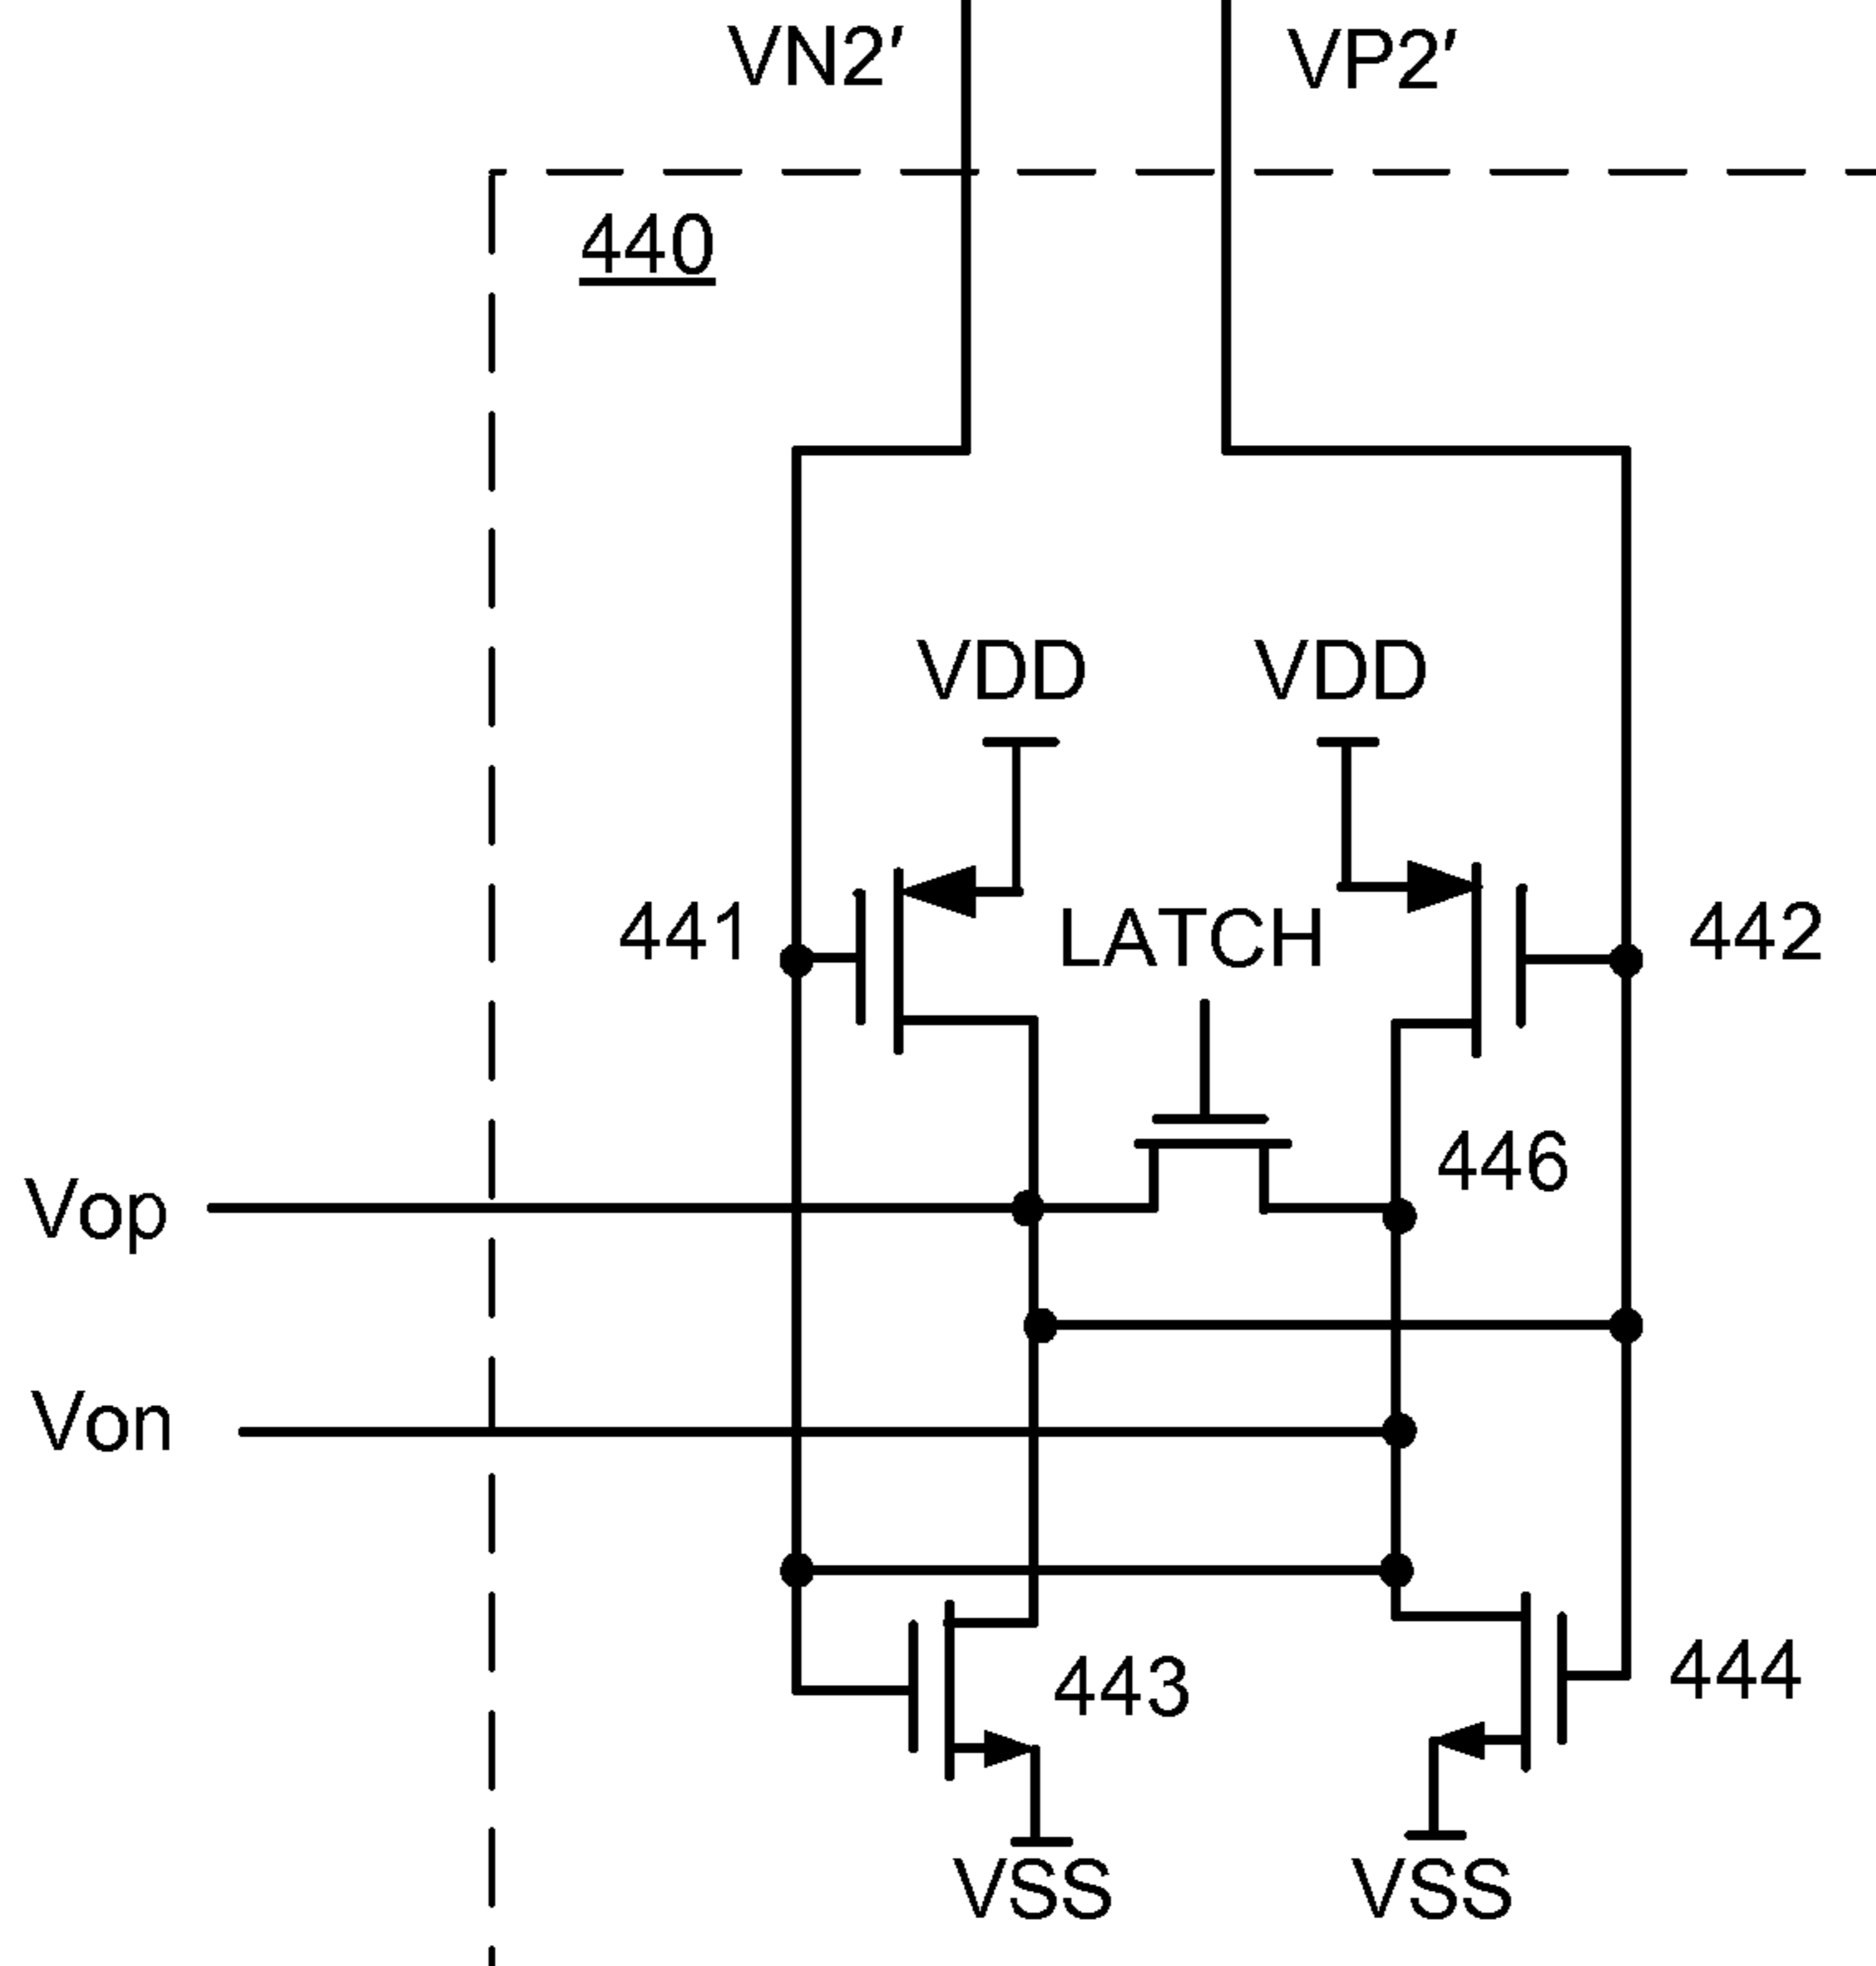 VN2′ VP2′
440
VDD VDD
441 LATCH 442
446
Vop
Von
443 444
VSS VSS